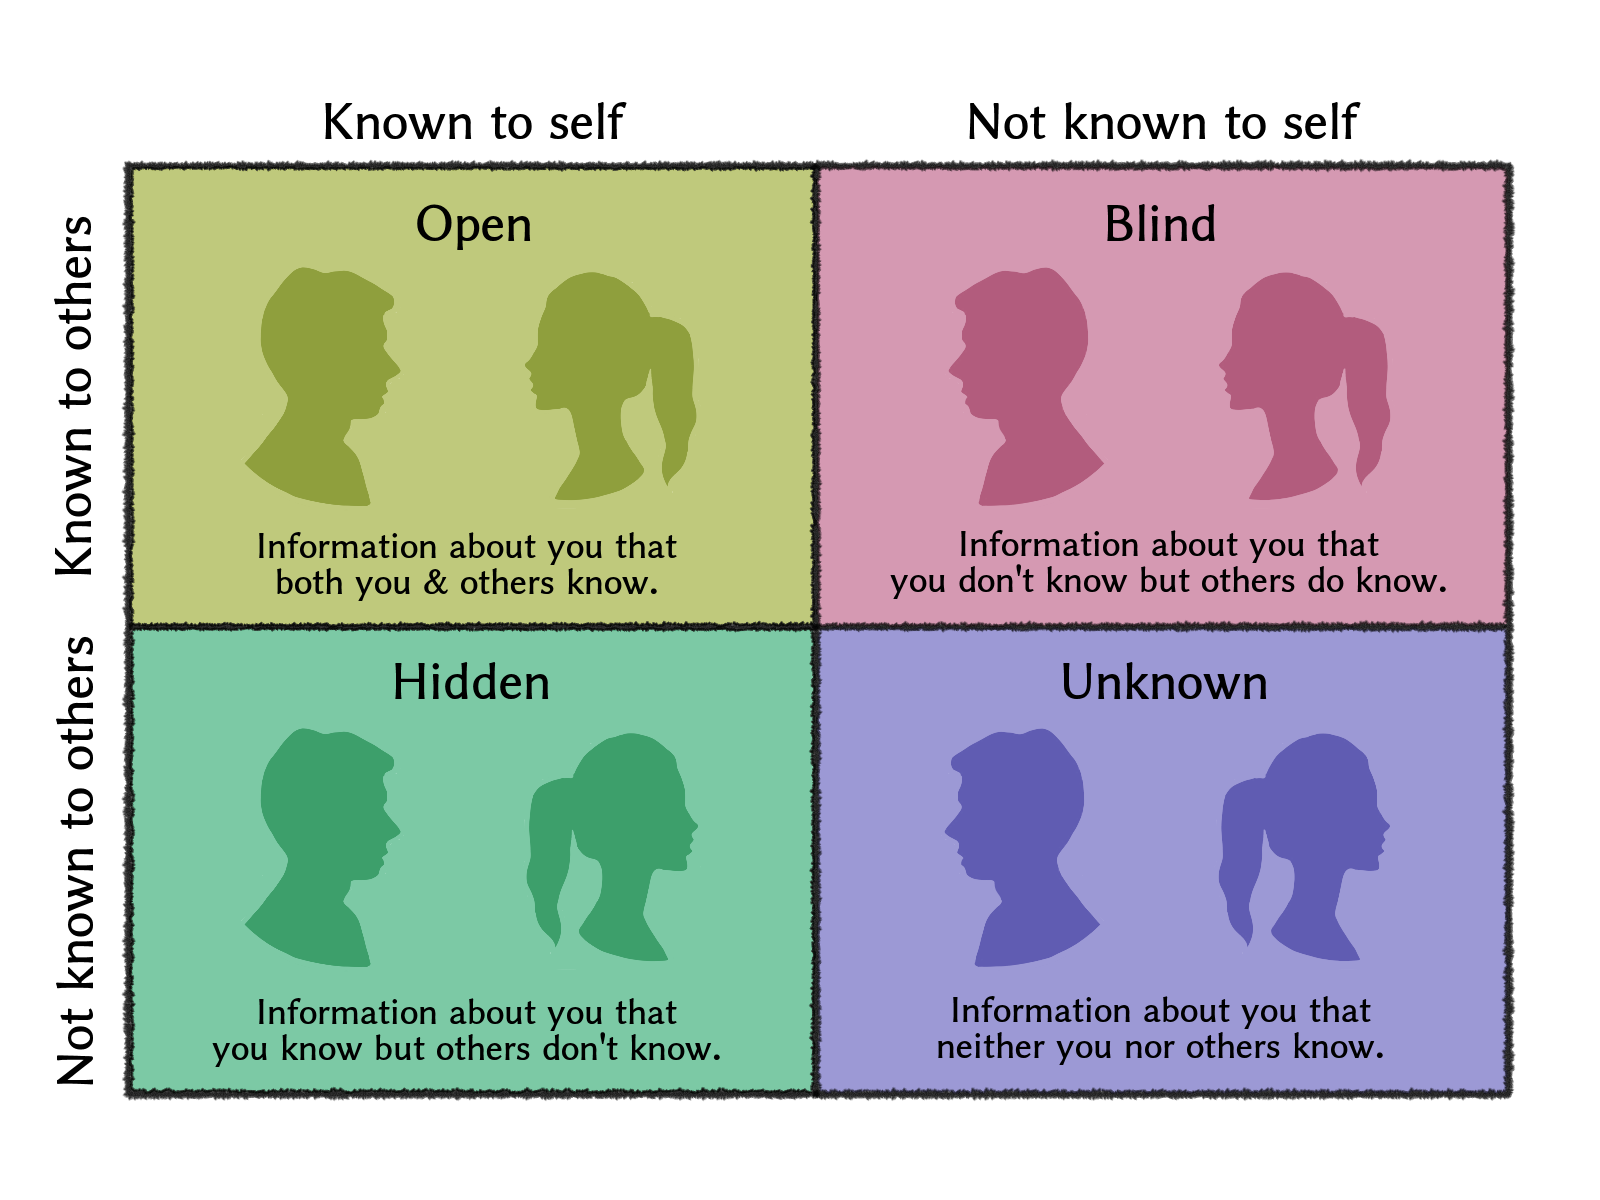 Known to self
Not known to self
Known to others
Open
Information about you that
both you & others know.
Blind
Information about you that
you don't know but others do know.
Not known to others
Hidden
Information about you that
you know but others don't know.
Unknown
Information about you that
neither you nor others know.